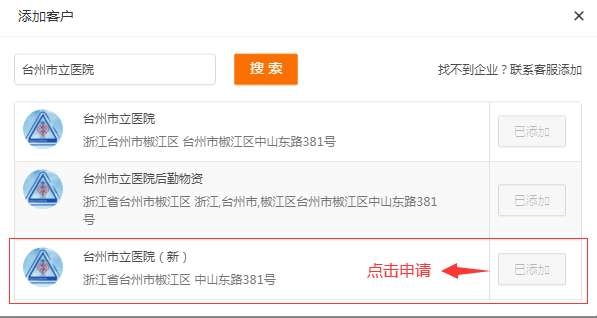 添加客户
台州市立医院
搜 索
找不到企业？联系客服添加
台州市立医院
浙江台州市椒江区 台州市椒江区中山东路381号
已添加
台州市立医院后勤物资
浙江省台州市椒江区 浙江,台州市,椒江区台州市椒江区中山东路381
号
已添加
台州市立医院（新）
浙江省台州市椒江区 中山东路381号
点击申请
已添加